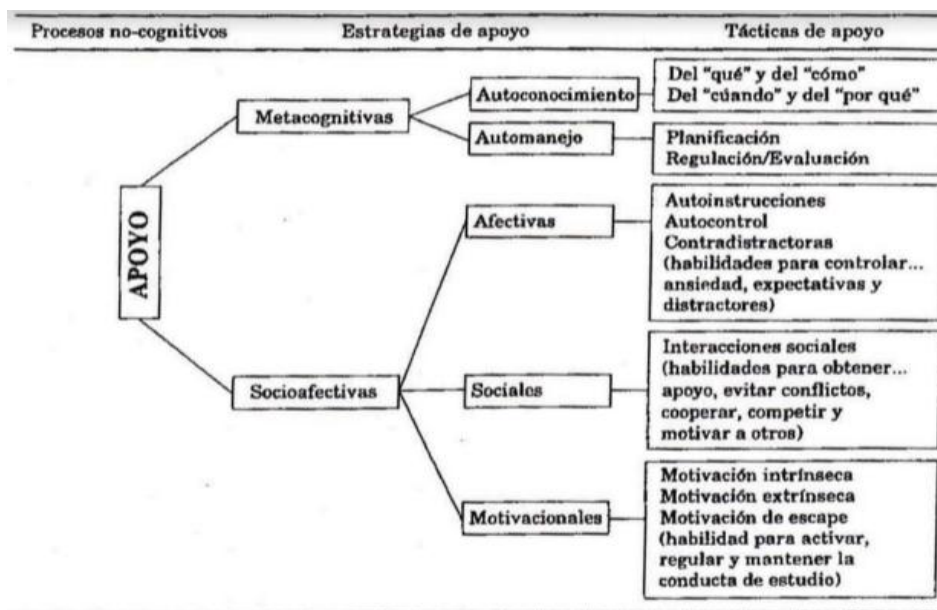 Procesos no-cognitivos
Estrategias de apoyo
Tácticas de apoyo
APOYO
Metacognitivas
Autoconocimiento
Del "qué" y del "cómo"
Del "cúando" y del "por qué"
Automanejo
Planificación
Regulación/Evaluación
Socioafectivas
Afectivas
Autoinstrucciones
Autocontrol
Contradistractoras
(habilidades para controlar...
ansiedad, expectativas y
distractores)
Sociales
Interacciones sociales
(habilidades para obtener...
apoyo, evitar conflictos,
cooperar, competir y
motivar a otros)
Motivacionales
Motivación intrínseca
Motivación extrínseca
Motivación de escape
(habilidad para activar,
regular y mantener la
conducta de estudio)